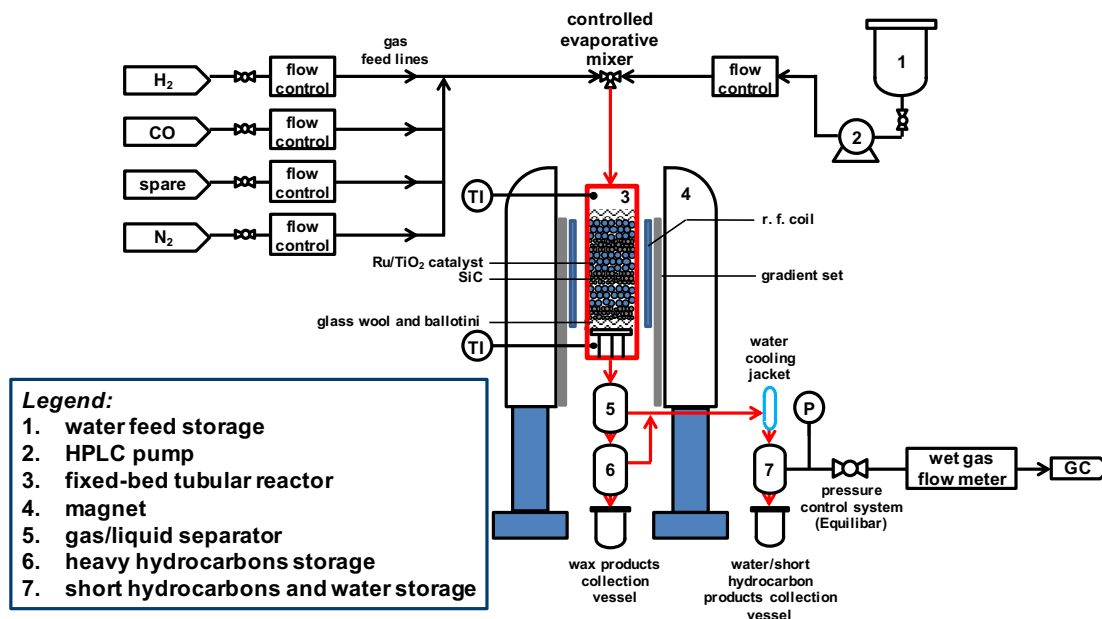 controlled
evaporative
mixer
gas
feed lines
H₂
flow
control
CO
flow
control
spare
flow
control
N₂
flow
control
flow
control
1
2
TI
3
4
r. f. coil
Ru/TiO₂ catalyst
SiC
gradient set
glass wool and ballotini
TI
water
cooling
jacket
5
P
6
7
wet gas
flow meter
GC
pressure
control system
(Equilibar)
wax products
collection
vessel
water/short
hydrocarbon
products collection
vessel
Legend:
1. water feed storage
2. HPLC pump
3. fixed-bed tubular reactor
4. magnet
5. gas/liquid separator
6. heavy hydrocarbons storage
7. short hydrocarbons and water storage